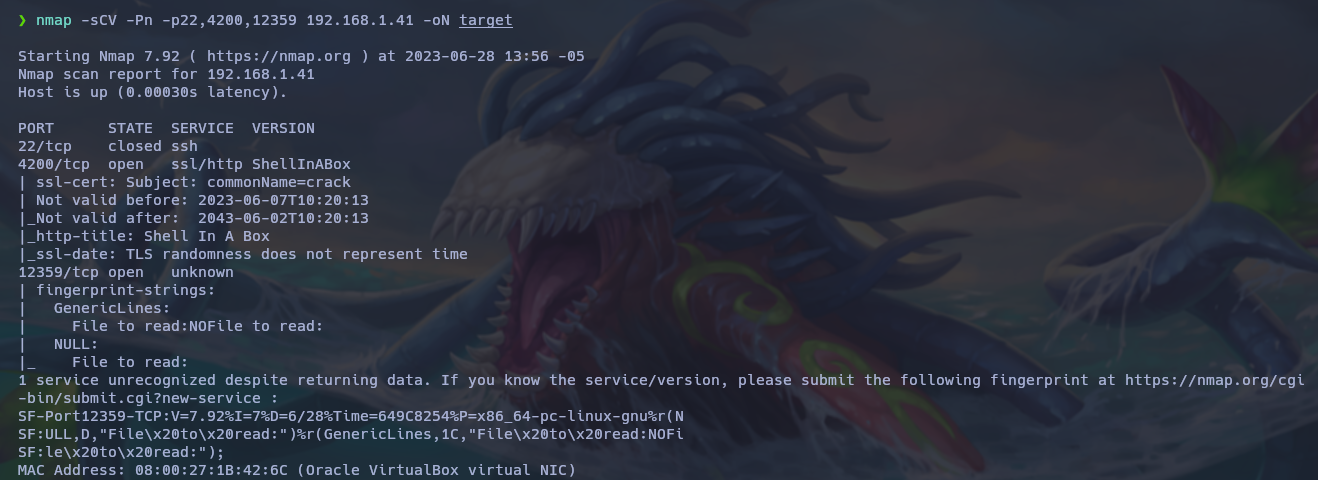 ❯ nmap -sCV -Pn -p22,4200,12359 192.168.1.41 -oN target
Starting Nmap 7.92 ( https://nmap.org ) at 2023-06-28 13:56 -05
Nmap scan report for 192.168.1.41
Host is up (0.00030s latency).
PORT      STATE  SERVICE  VERSION
22/tcp    closed ssh
4200/tcp  open   ssl/http ShellInABox
| ssl-cert: Subject: commonName=crack
| Not valid before: 2023-06-07T10:20:13
|_Not valid after:  2043-06-02T10:20:13
|_http-title: Shell In A Box
|_ssl-date: TLS randomness does not represent time
12359/tcp open   unknown
| fingerprint-strings:
|   GenericLines:
|     File to read:NOFile to read:
|   NULL:
|_    File to read:
1 service unrecognized despite returning data. If you know the service/version, please submit the following fingerprint at https://nmap.org/cgi
-bin/submit.cgi?new-service :
SF-Port12359-TCP:V=7.92%I=7%D=6/28%Time=649C8254%P=x86_64-pc-linux-gnu%r(N
SF:ULL,D,"File\x20to\x20read:")%r(GenericLines,1C,"File\x20to\x20read:NOFi
SF:le\x20to\x20read:");
MAC Address: 08:00:27:1B:42:6C (Oracle VirtualBox virtual NIC)